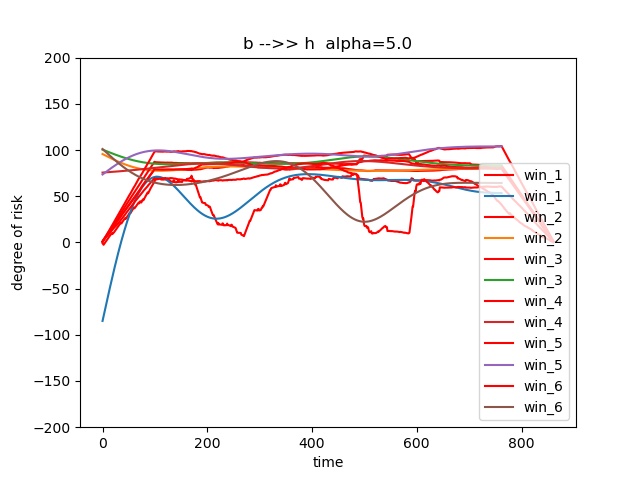 b -->> h  alpha=5.0
degree of risk
200
150
100
50
0
−50
−100
−150
−200
0
200
400
600
800
time
win_1
win_1
win_2
win_2
win_3
win_3
win_4
win_4
win_5
win_5
win_6
win_6